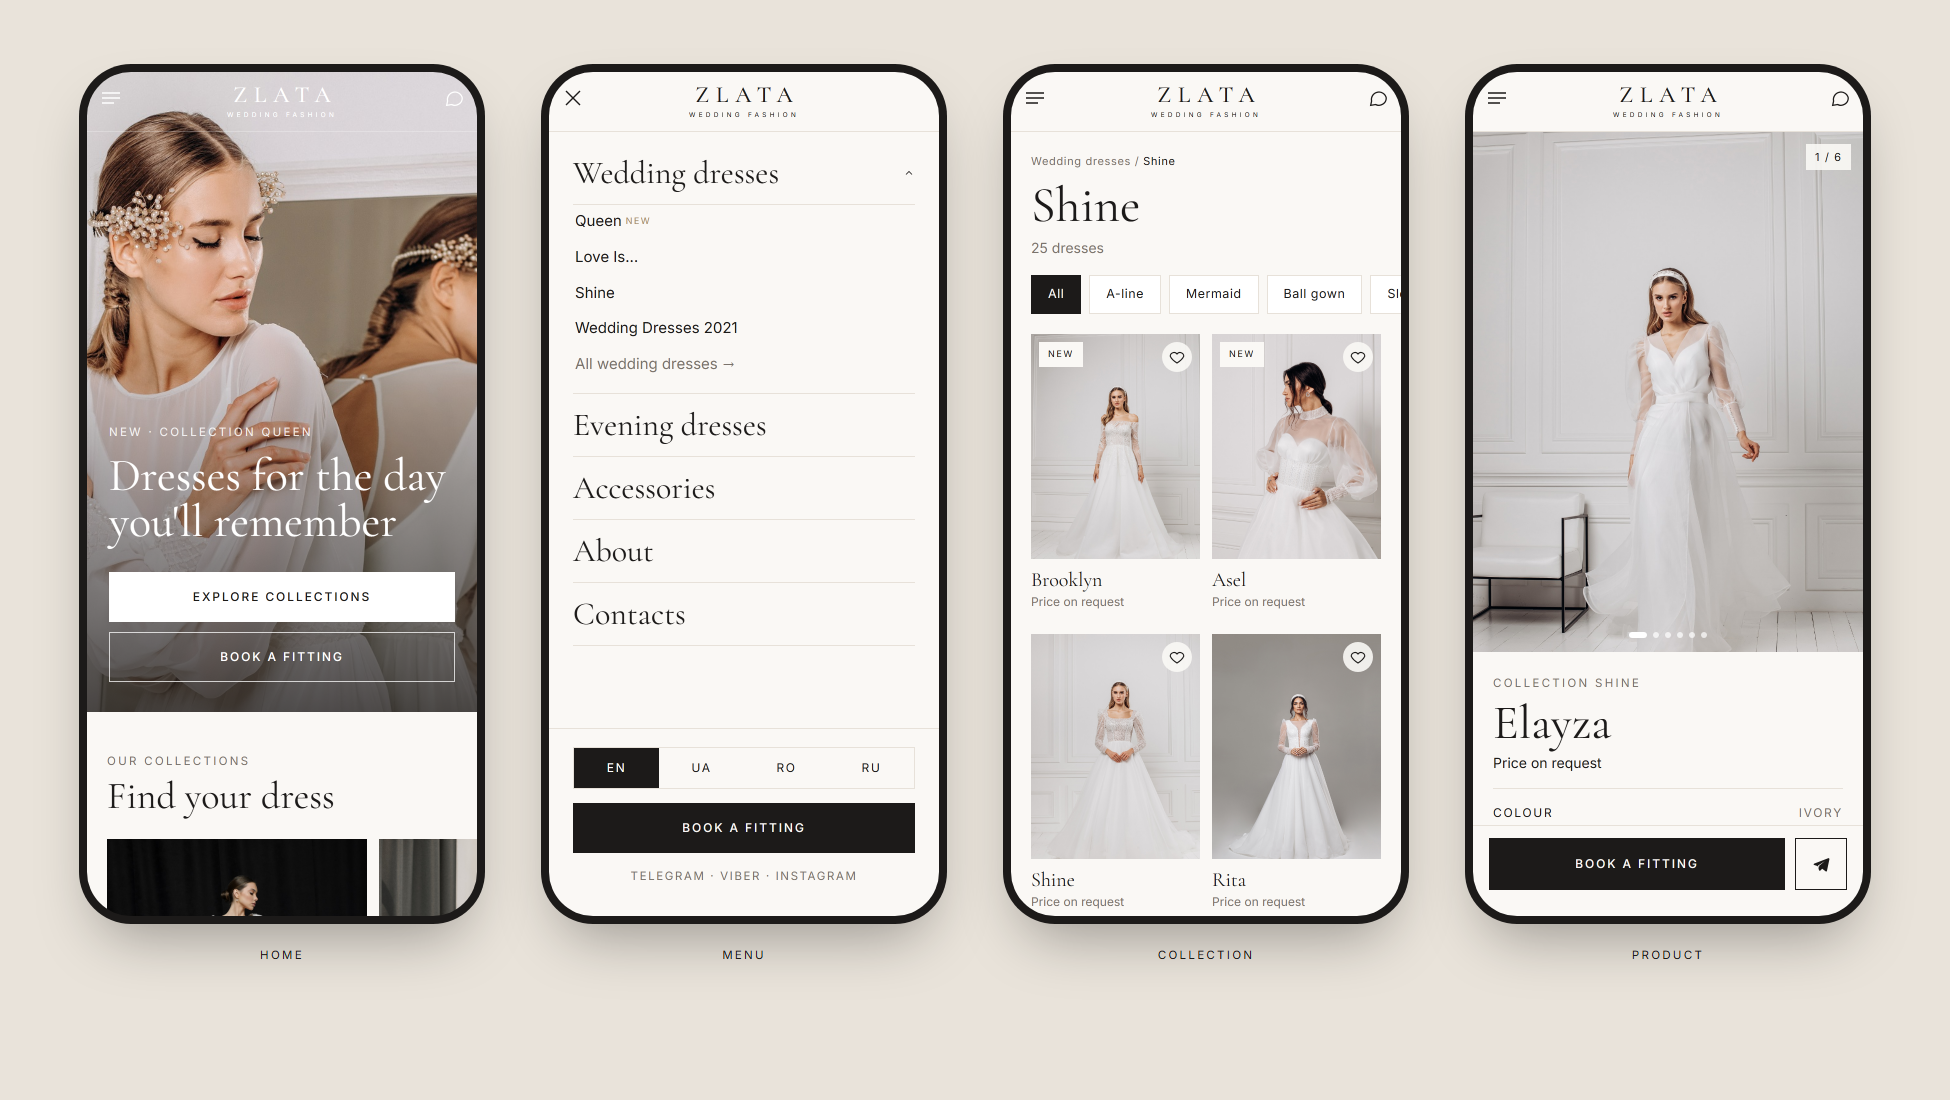 ZLATA
WEDDING FASHION
NEW · COLLECTION QUEEN
Dresses for the day
you'll remember
EXPLORE COLLECTIONS
BOOK A FITTING
OUR COLLECTIONS
Find your dress
HOME
ZLATA
WEDDING FASHION
Wedding dresses
Queen NEW
Love Is...
Shine
Wedding Dresses 2021
All wedding dresses →
Evening dresses
Accessories
About
Contacts
EN UA RO RU
BOOK A FITTING
TELEGRAM · VIBER · INSTAGRAM
MENU
ZLATA
WEDDING FASHION
Wedding dresses / Shine
Shine
25 dresses
All A-line Mermaid Ball gown
NEW NEW
Brooklyn Asel
Price on request Price on request
Shine Rita
Price on request Price on request
COLLECTION
ZLATA
WEDDING FASHION
1 / 6
COLLECTION SHINE
Elayza
Price on request
COLOUR IVORY
BOOK A FITTING
PRODUCT